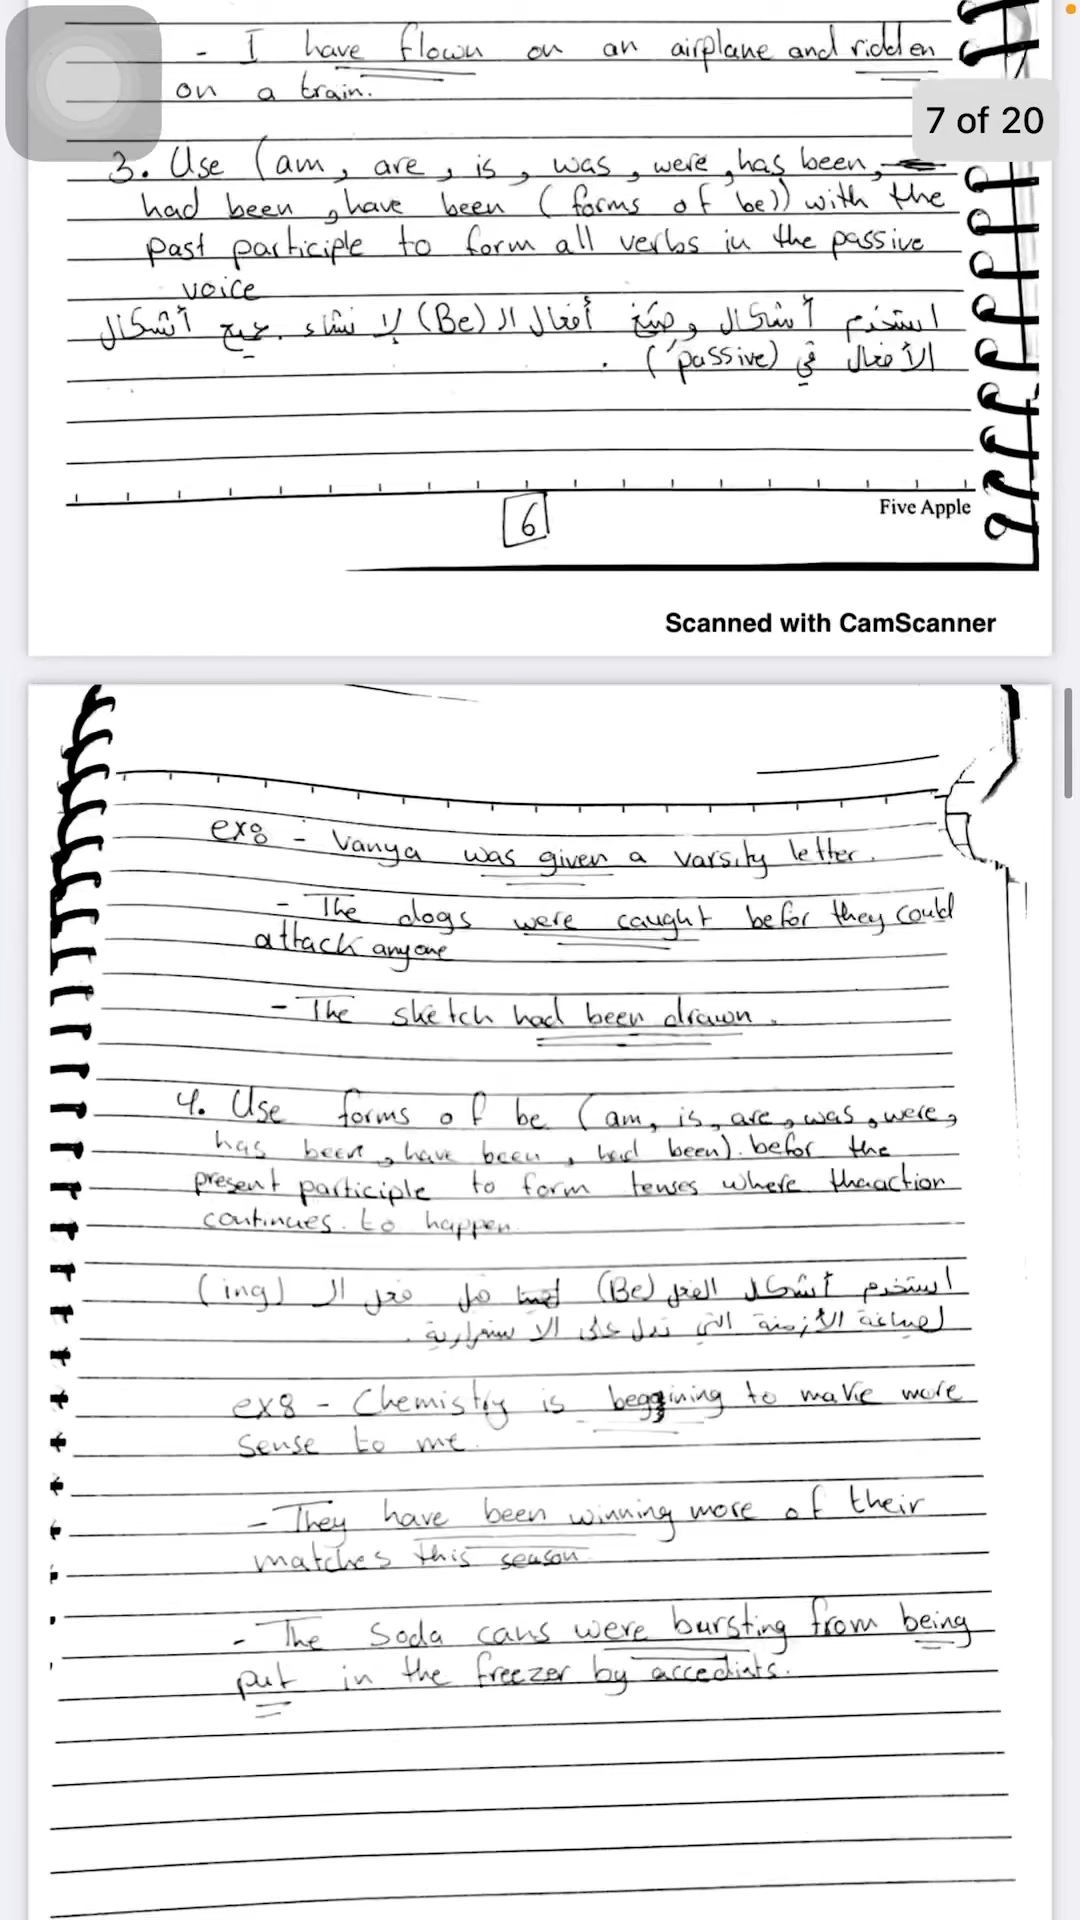 - I have flown on an airplane and ridden
on a train.
7 of 20
3. Use (am, are, is, was, were, has been,
had been, have been (forms of be)) with the
past participle to form all verbs in the passive
voice
استخدم أشكال وصيغ أفعال الـ (Be) لإنشاء جميع أشكال
الأفعال في (passive) .
Five Apple
6
Scanned with CamScanner
ex: - Vanya was given a varsity letter.
- The dogs were caught befor they could
attack anyone
- The sketch had been drawn.
4. Use forms of be (am, is, are, was, were,
has been, have been, had been). befor the
present participle to form tenses where the action
continues. to happen.
استخدم أشكال الفعل (Be) قبل فعل الـ (ing)
لصياغة الأزمنة التي تدل على الاستمرارية .
ex: - Chemistry is beggining to make more
sense to me.
- They have been winning more of their
matches this season
- The Soda cans were bursting from being
put in the freezer by accedints.